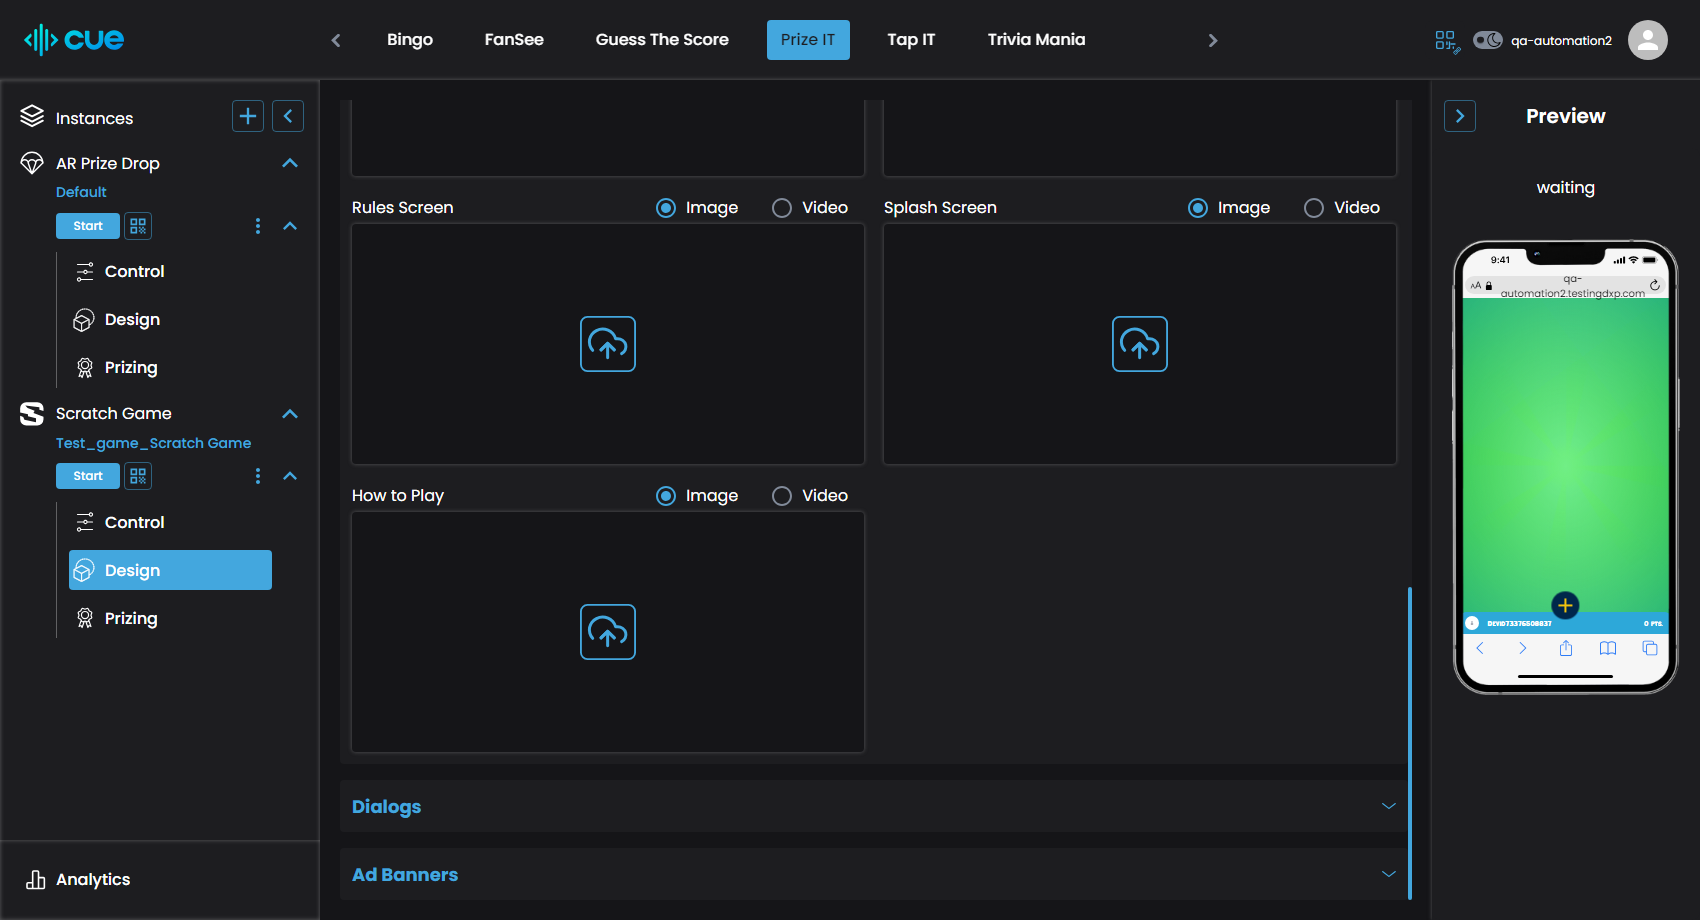 cue
Bingo
FanSee
Guess The Score
Prize IT
Tap IT
Trivia Mania
qa-automation2
Instances
AR Prize Drop
Default
Start
Control
Design
Prizing
Scratch Game
Test_game_Scratch Game
Start
Control
Design
Prizing
Analytics
Rules Screen
Image
Video
Splash Screen
Image
Video
How to Play
Image
Video
Dialogs
Ad Banners
Preview
waiting
9:41
AA
qa-
automation2.testingdxp.com
0 PTS.